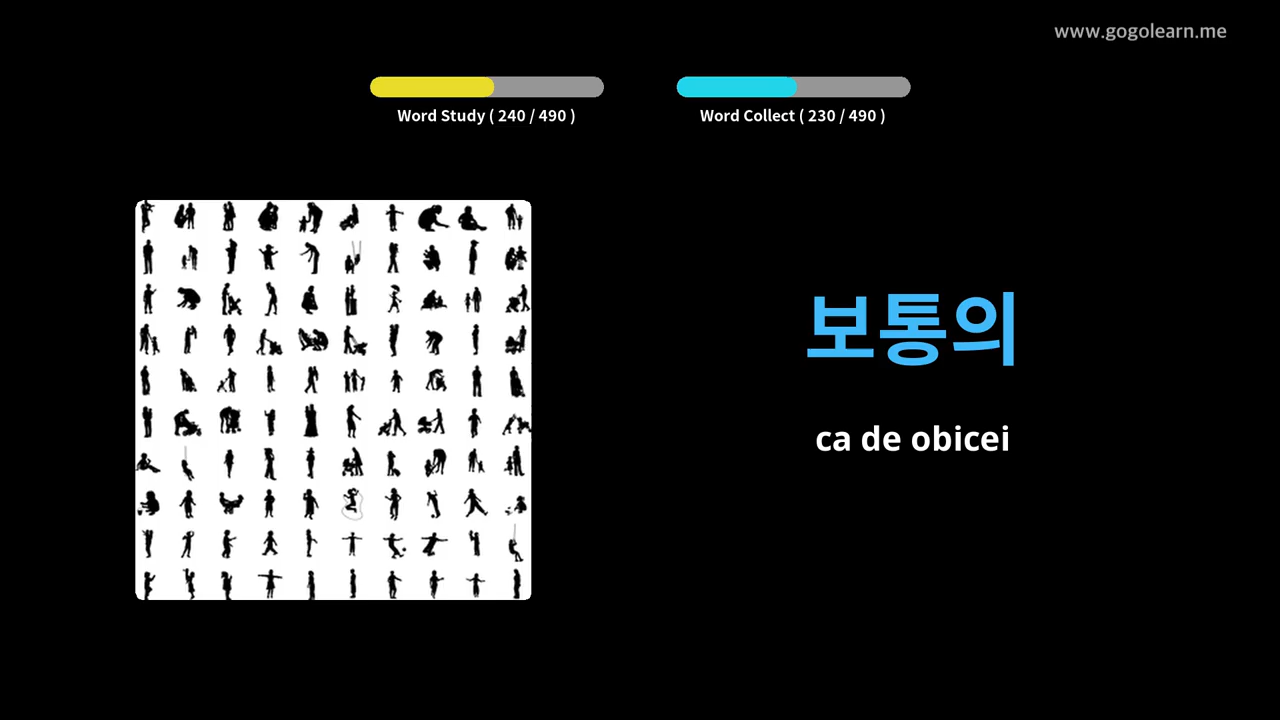 www.gogolearn.me
Word Study ( 240 / 490 )
Word Collect ( 230 / 490 )
보통의
ca de obicei